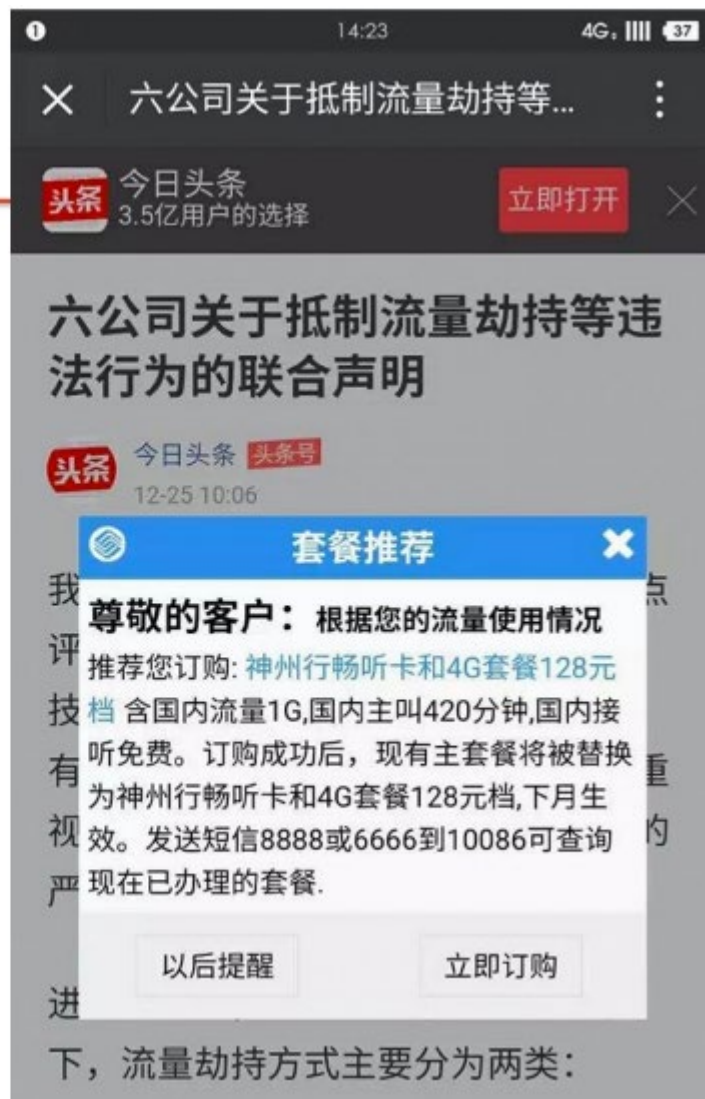 1
14:23
4G 37
六公司关于抵制流量劫持等...
头条
今日头条
3.5亿用户的选择
立即打开
六公司关于抵制流量劫持等违
法行为的联合声明
头条
今日头条 头条号
12-25 10:06
套餐推荐
我
点
尊敬的客户：根据您的流量使用情况
评
推荐您订购: 神州行畅听卡和4G套餐128元
技
档 含国内流量1G,国内主叫420分钟,国内接
有
听免费。订购成功后，现有主套餐将被替换
重
为神州行畅听卡和4G套餐128元档,下月生
视
效。发送短信8888或6666到10086可查询
的
严
现在已办理的套餐.
以后提醒
立即订购
进
下，流量劫持方式主要分为两类：